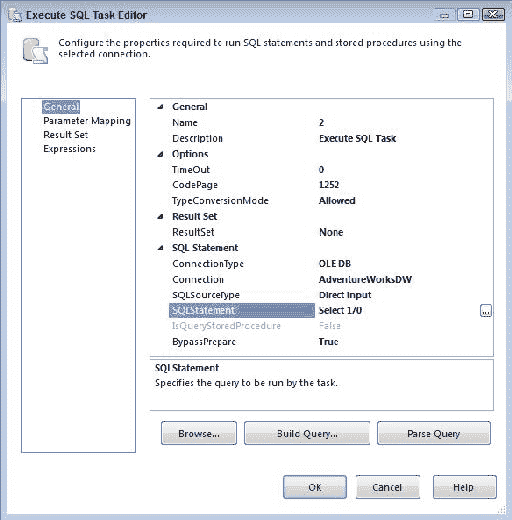 Execute SQL Task Editor
Configure the properties required to run SQL statements and stored procedures using the
selected connection.
General
Parameter Mapping
Result Set
Expressions
General
Name 2
Description Execute SQL Task
Options
TimeOut 0
CodePage 1252
TypeConversionMode Allowed
Result Set
ResultSet None
SQL Statement
ConnectionType OLE DB
Connection AdventureWorksDW
SQLSourceType Direct input
SQLStatement Select 1/0 ...
IsQueryStoredProcedure False
BypassPrepare True
SQLStatement
Specifies the query to be run by the task.
Browse... Build Query... Parse Query
OK Cancel Help